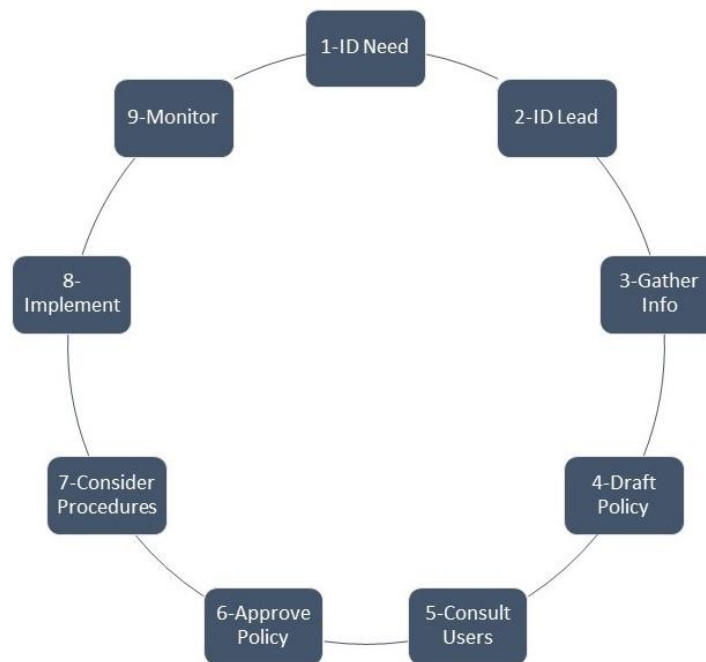 1-ID Need
2-ID Lead
3-Gather
Info
4-Draft
Policy
5-Consult
Users
6-Approve
Policy
7-Consider
Procedures
8-
Implement
9-Monitor